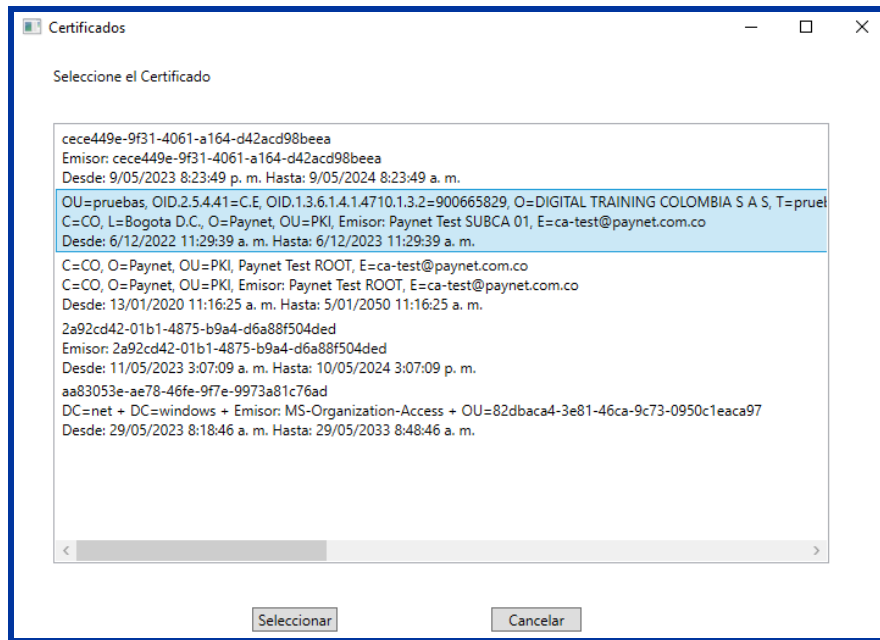 Certificados
Seleccione el Certificado
cece449e-9f31-4061-a164-d42acd98beea
Emisor: cece449e-9f31-4061-a164-d42acd98beea
Desde: 9/05/2023 8:23:49 p. m. Hasta: 9/05/2024 8:23:49 a. m.
OU=pruebas, OID.2.5.4.41=C.E, OID.1.3.6.1.4.1.4710.1.3.2=900665829, O=DIGITAL TRAINING COLOMBIA S A S, T=prueb
C=CO, L=Bogota D.C., O=Paynet, OU=PKI, Emisor: Paynet Test SUBCA 01, E=ca-test@paynet.com.co
Desde: 6/12/2022 11:29:39 a. m. Hasta: 6/12/2023 11:29:39 a. m.
C=CO, O=Paynet, OU=PKI, Paynet Test ROOT, E=ca-test@paynet.com.co
C=CO, O=Paynet, OU=PKI, Emisor: Paynet Test ROOT, E=ca-test@paynet.com.co
Desde: 13/01/2020 11:16:25 a. m. Hasta: 5/01/2050 11:16:25 a. m.
2a92cd42-01b1-4875-b9a4-d6a88f504ded
Emisor: 2a92cd42-01b1-4875-b9a4-d6a88f504ded
Desde: 11/05/2023 3:07:09 a. m. Hasta: 10/05/2024 3:07:09 p. m.
aa83053e-ae78-46fe-9f7e-9973a81c76ad
DC=net + DC=windows + Emisor: MS-Organization-Access + OU=82dbaca4-3e81-46ca-9c73-0950c1eaca97
Desde: 29/05/2023 8:18:46 a. m. Hasta: 29/05/2033 8:48:46 a. m.
Seleccionar
Cancelar